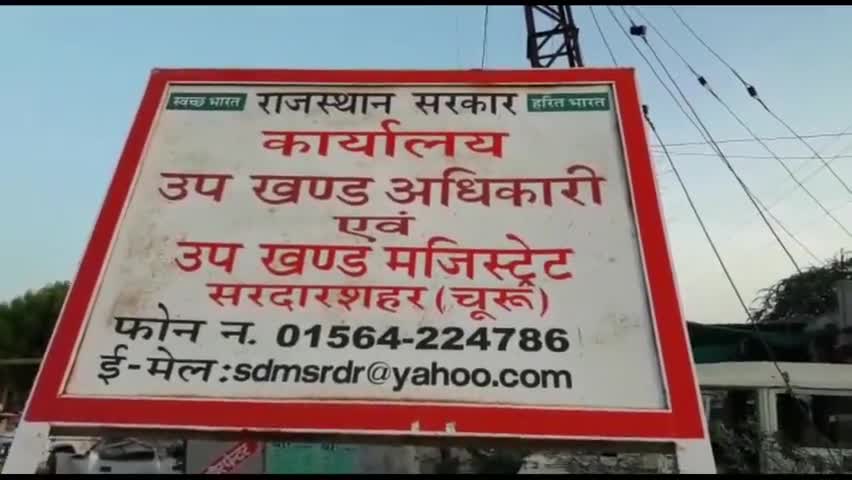 स्वच्छ भारत राजस्थान सरकार हरित भारत
कार्यालय
उप खण्ड अधिकारी
एवं
उप खण्ड मजिस्ट्रेट
सरदारशहर (चूरू)
फोन न. 01564-224786
ई-मेल:sdmsrdr@yahoo.com